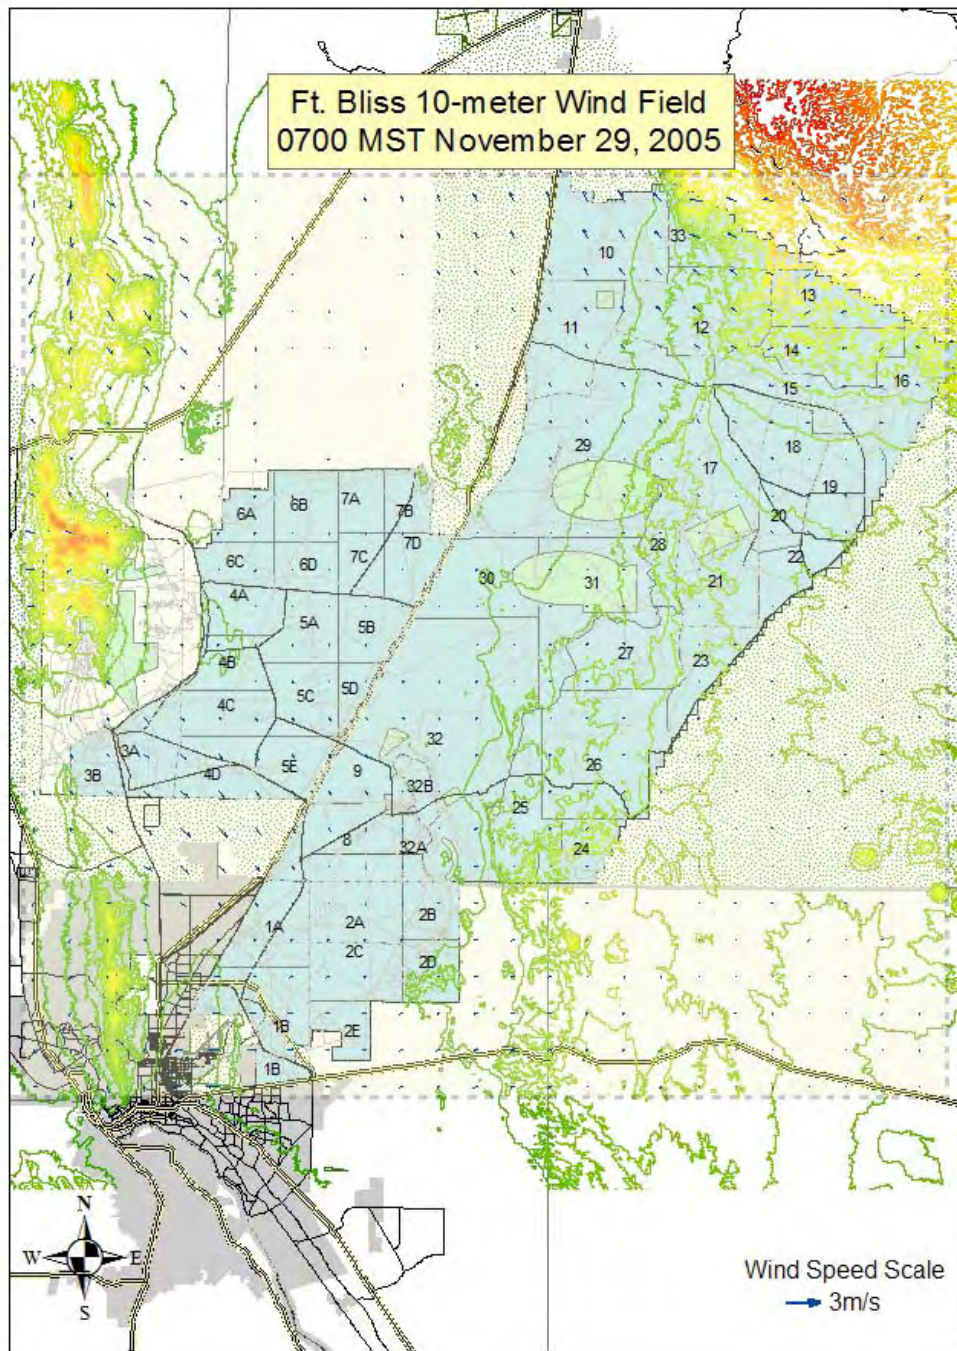 Ft. Bliss 10-meter Wind Field
0700 MST November 29, 2005
33
10
13
11
12
14
15
16
29
18
17
19
6A
6B
7A
7B
20
7C
7D
28
22
6C
6D
30
31
21
4A
5A
5B
27
23
4B
5C
5D
4C
32
3A
26
3B
4D
5E
9
32B
25
8
32A
24
1A
2A
2B
2C
2D
1B
2E
1B
N
W
E
S
Wind Speed Scale
3m/s